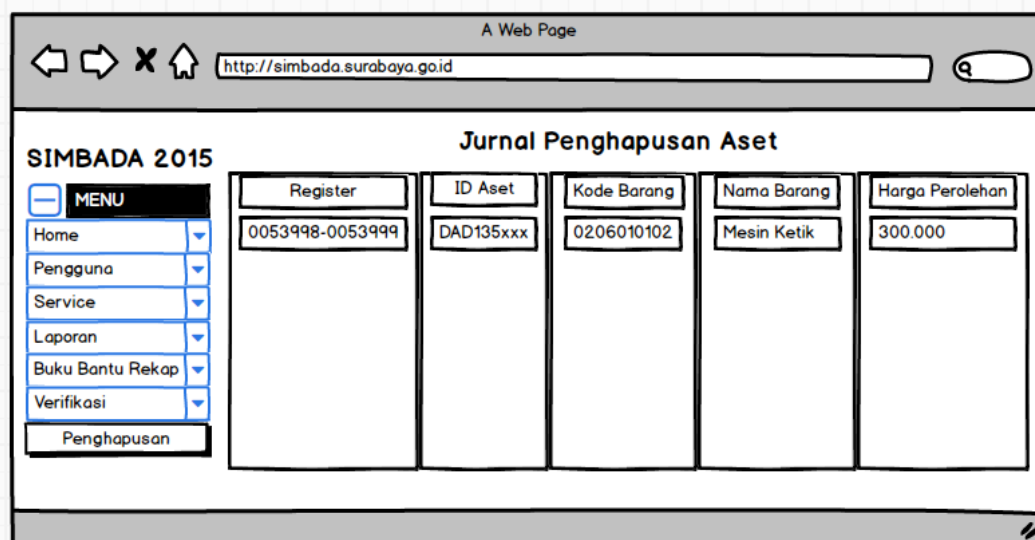 A Web Page
http://simbada.surabaya.go.id
Jurnal Penghapusan Aset
SIMBADA 2015
MENU
Home
Pengguna
Service
Laporan
Buku Bantu Rekap
Verifikasi
Penghapusan
Register ID Aset Kode Barang Nama Barang Harga Perolehan
0053998-0053999 DAD135xxx 0206010102 Mesin Ketik 300.000